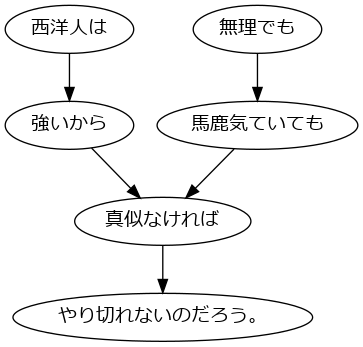 西洋人は
無理でも
強いから
馬鹿気ていても
真似なければ
やり切れないのだろう。